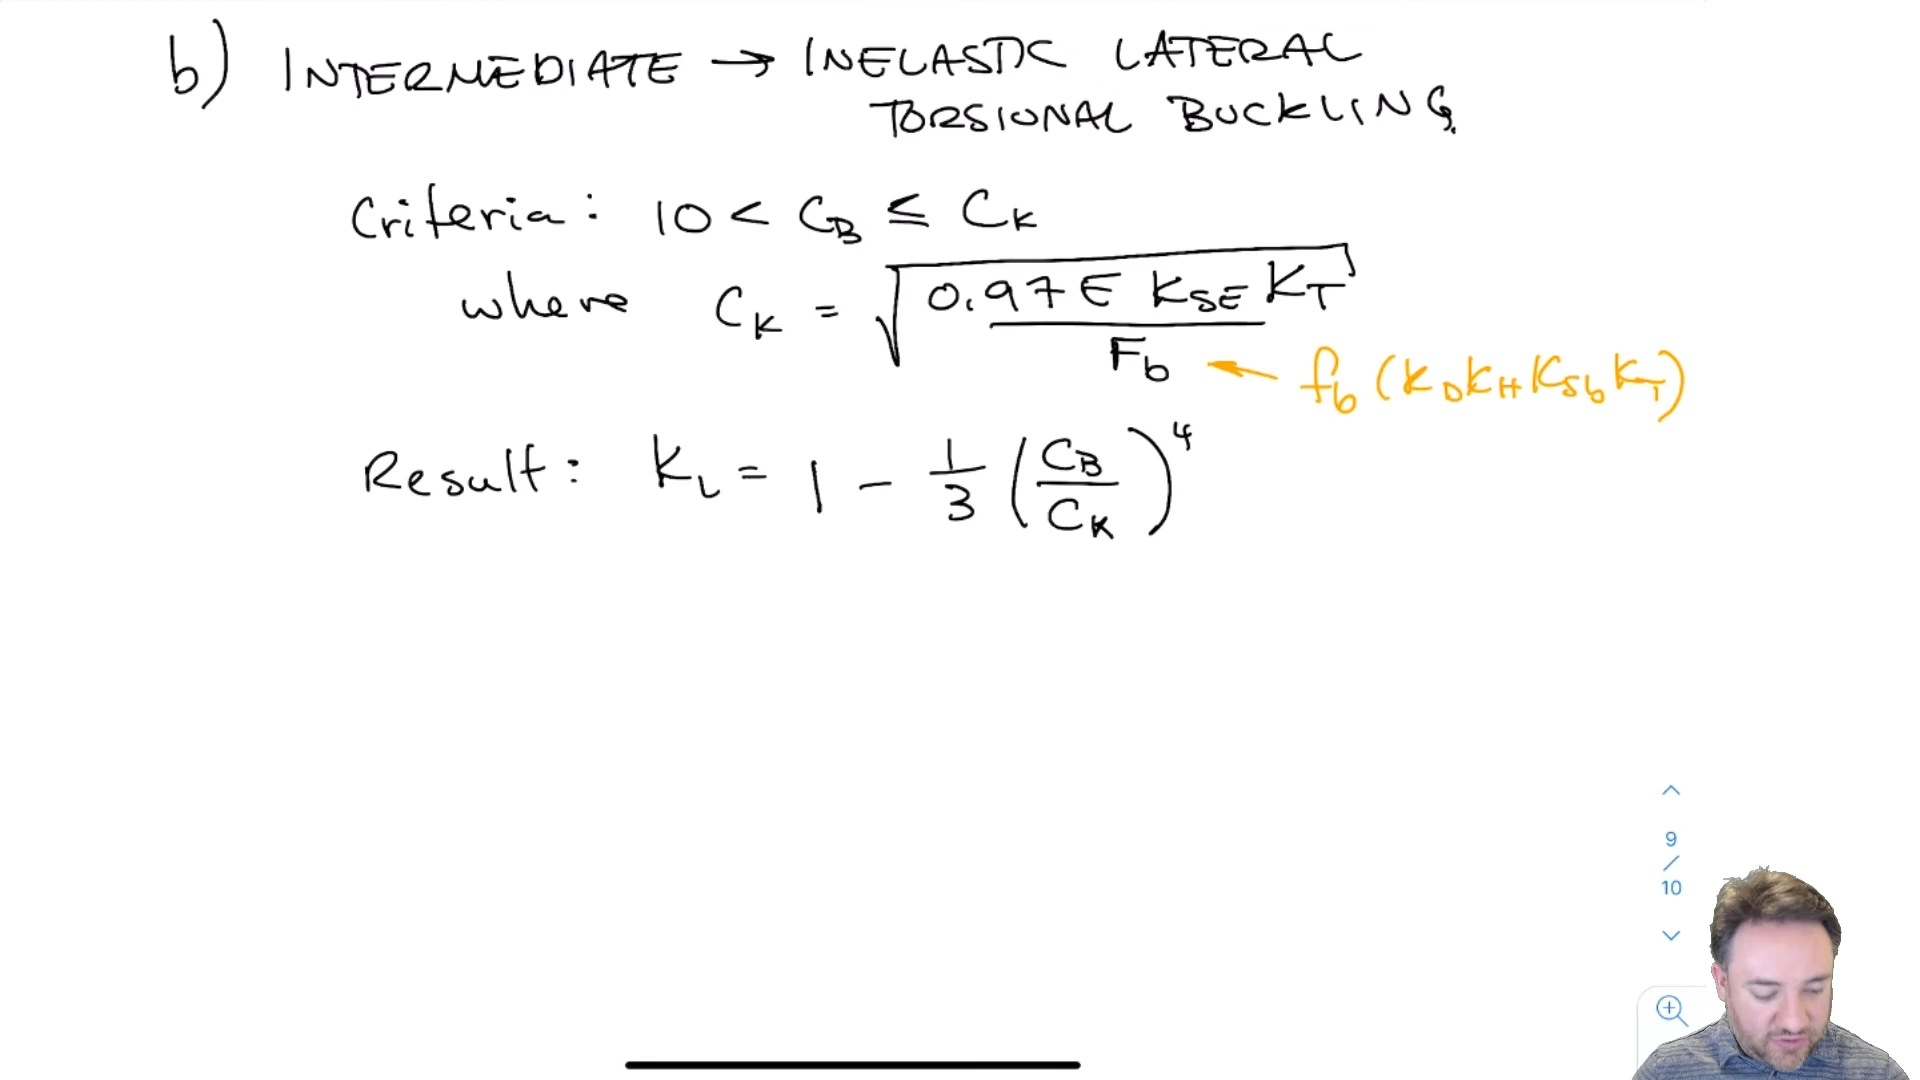 b) INTERMEDIATE → INELASTIC LATERAL
TORSIONAL BUCKLING.
Criteria: 10 < C_B ≤ C_K
where C_K = √(0.97 E K_SE K_T / F_b) ← f_b (K_D K_H K_Sb K_T)
Result: K_L = 1 − 1/3 (C_B / C_K)^4
9
/
10